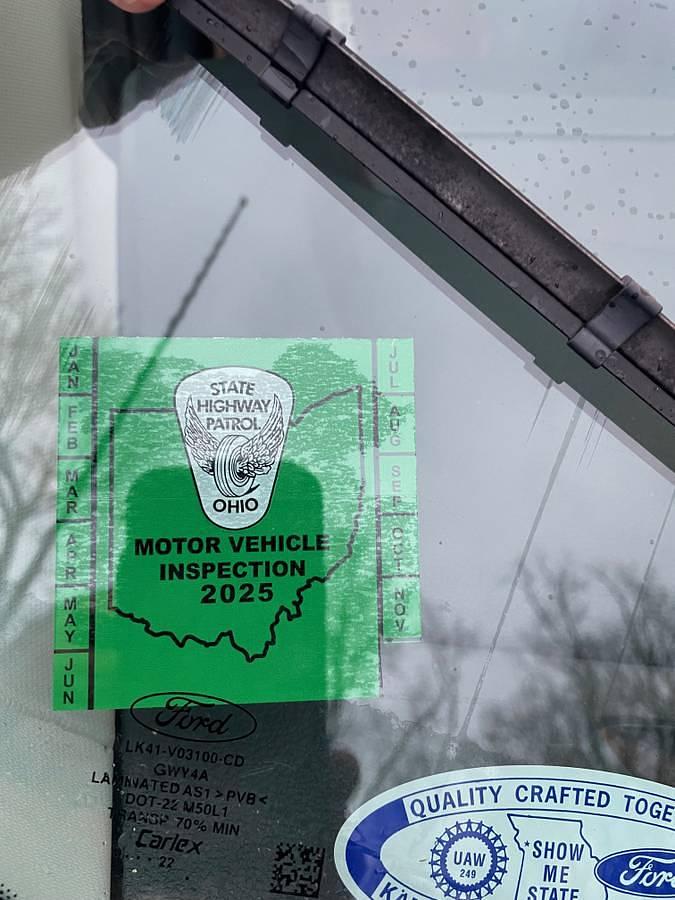 JAN
FEB
MAR
APR
MAY
JUN
JUL
AUG
SEP
OCT
NOV
STATE
HIGHWAY
PATROL
OHIO
MOTOR VEHICLE
INSPECTION
2025
Ford
LK41-V03100-CD
GWY4A
LAMINATED AS1 >PVB<
DOT-22 M50L1
TRANSP 70% MIN
Carlex
22
QUALITY CRAFTED TOGE
UAW
249
SHOW
ME
STATE
Ford